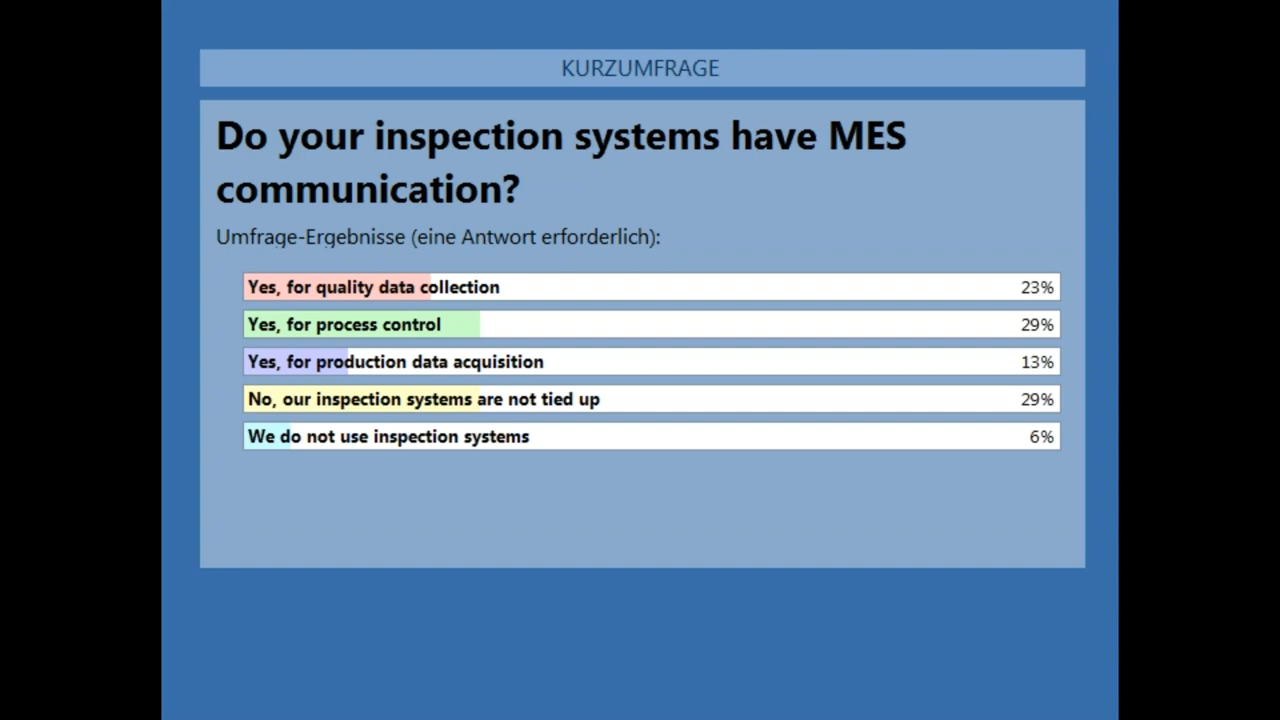 KURZUMFRAGE
Do your inspection systems have MES
communication?
Umfrage-Ergebnisse (eine Antwort erforderlich):
Yes, for quality data collection 23%
Yes, for process control 29%
Yes, for production data acquisition 13%
No, our inspection systems are not tied up 29%
We do not use inspection systems 6%